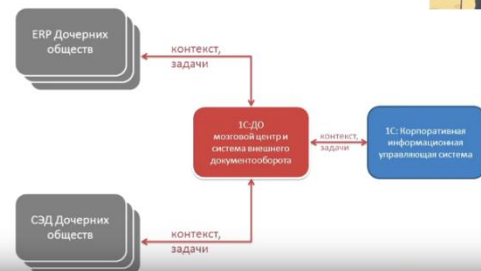 ERP Дочерних
обществ
контекст,
задачи
1С:ДО
мозговой центр и
система внешнего
документооборота
контекст,
задачи
1С: Корпоративная
информационная
управляющая система
СЭД Дочерних
обществ
контекст,
задачи